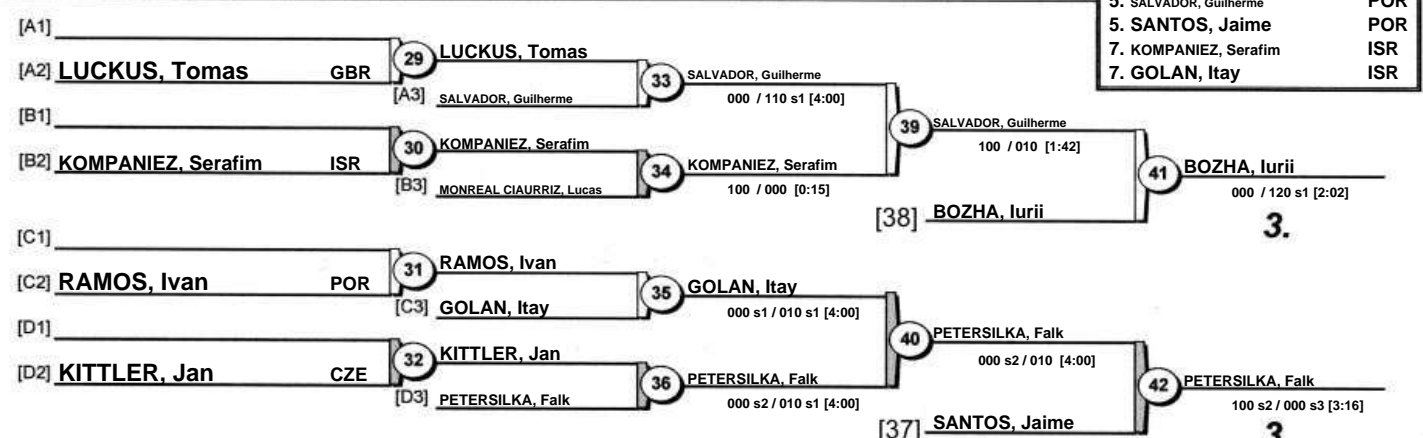 5. SALVADOR, Guilherme POR
5. SANTOS, Jaime POR
7. KOMPANIEZ, Serafim ISR
7. GOLAN, Itay ISR
[A1]
[A2] LUCKUS, Tomas GBR
29
LUCKUS, Tomas
[A3] SALVADOR, Guilherme
33
SALVADOR, Guilherme
000 / 110 s1 [4:00]
[B1]
[B2] KOMPANIEZ, Serafim ISR
30
KOMPANIEZ, Serafim
[B3] MONREAL CIAURRIZ, Lucas
34
KOMPANIEZ, Serafim
100 / 000 [0:15]
39
SALVADOR, Guilherme
100 / 010 [1:42]
[38] BOZHA, Iurii
41
BOZHA, Iurii
000 / 120 s1 [2:02]
3.
[C1]
[C2] RAMOS, Ivan POR
31
RAMOS, Ivan
[C3] GOLAN, Itay
35
GOLAN, Itay
000 s1 / 010 s1 [4:00]
[D1]
[D2] KITTLER, Jan CZE
32
KITTLER, Jan
[D3] PETERSILKA, Falk
36
PETERSILKA, Falk
000 s2 / 010 s1 [4:00]
40
PETERSILKA, Falk
000 s2 / 010 [4:00]
[37] SANTOS, Jaime
42
PETERSILKA, Falk
100 s2 / 000 s3 [3:16]
3